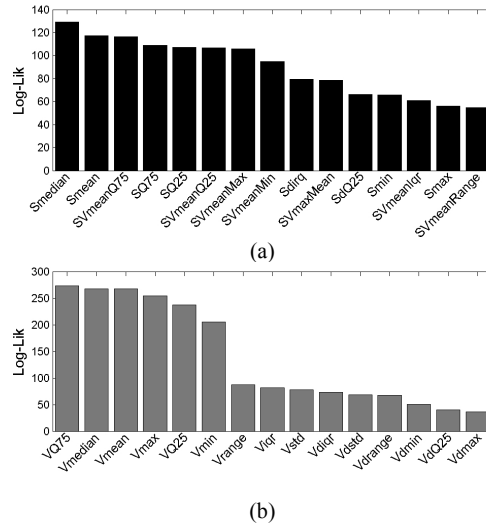 140
120
100
80
60
40
20
0
Log-Lik
Smedian
Smean
SVmeanQ75
SQ75
SQ25
SVmeanQ25
SVmeanMax
SVmeanMin
Sdirq
SVmaxMean
SdQ25
Smin
SVmeanIqr
Smax
SVmeanRange
(a)
300
250
200
150
100
50
0
Log-Lik
VQ75
Vmedian
Vmean
Vmax
VQ25
Vmin
Vrange
Viqr
Vstd
Vdiqr
Vdstd
Vdrange
Vdmin
VdQ25
Vdmax
(b)